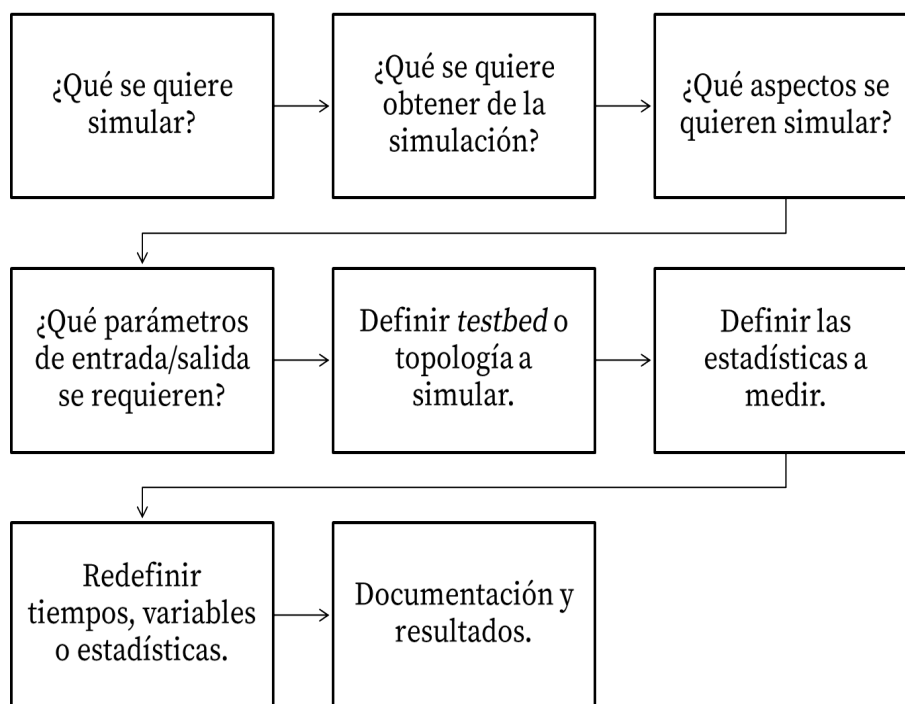 ¿Qué se quiere
simular?
¿Qué se quiere
obtener de la
simulación?
¿Qué aspectos se
quieren simular?
¿Qué parámetros
de entrada/salida
se requieren?
Definir testbed o
topología a
simular.
Definir las
estadísticas a
medir.
Redefinir
tiempos, variables
o estadísticas.
Documentación y
resultados.